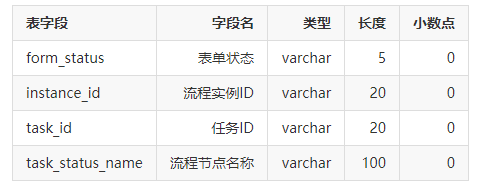 表字段 字段名 类型 长度 小数点
form_status 表单状态 varchar 5 0
instance_id 流程实例ID varchar 20 0
task_id 任务ID varchar 20 0
task_status_name 流程节点名称 varchar 100 0